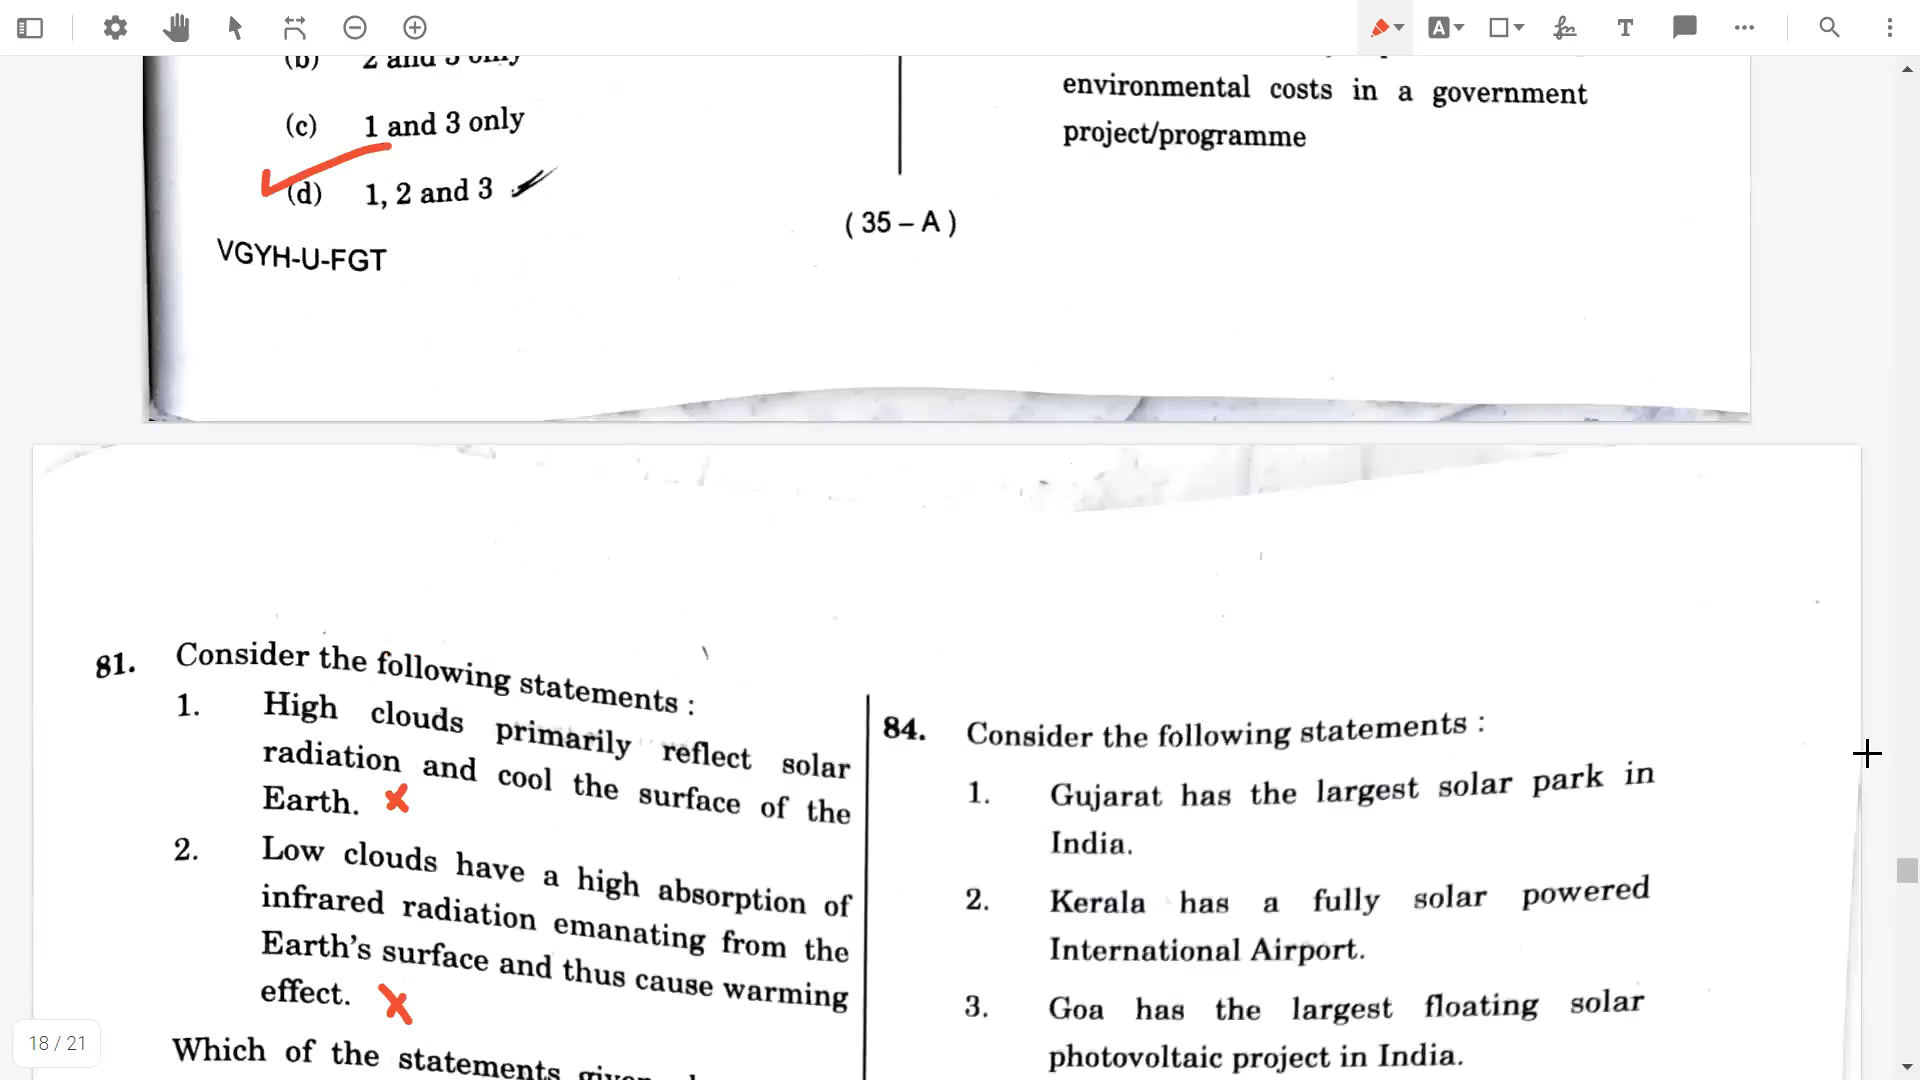 (b) 2 and 3 only
(c) 1 and 3 only
(d) 1, 2 and 3
VGYH-U-FGT
environmental costs in a government
project/programme
( 35 – A )
81. Consider the following statements :
1. High clouds primarily reflect solar
radiation and cool the surface of the
Earth.
2. Low clouds have a high absorption of
infrared radiation emanating from the
Earth's surface and thus cause warming
effect.
Which of the statements
84. Consider the following statements :
1. Gujarat has the largest solar park in
India.
2. Kerala has a fully solar powered
International Airport.
3. Goa has the largest floating solar
photovoltaic project in India.
18 / 21